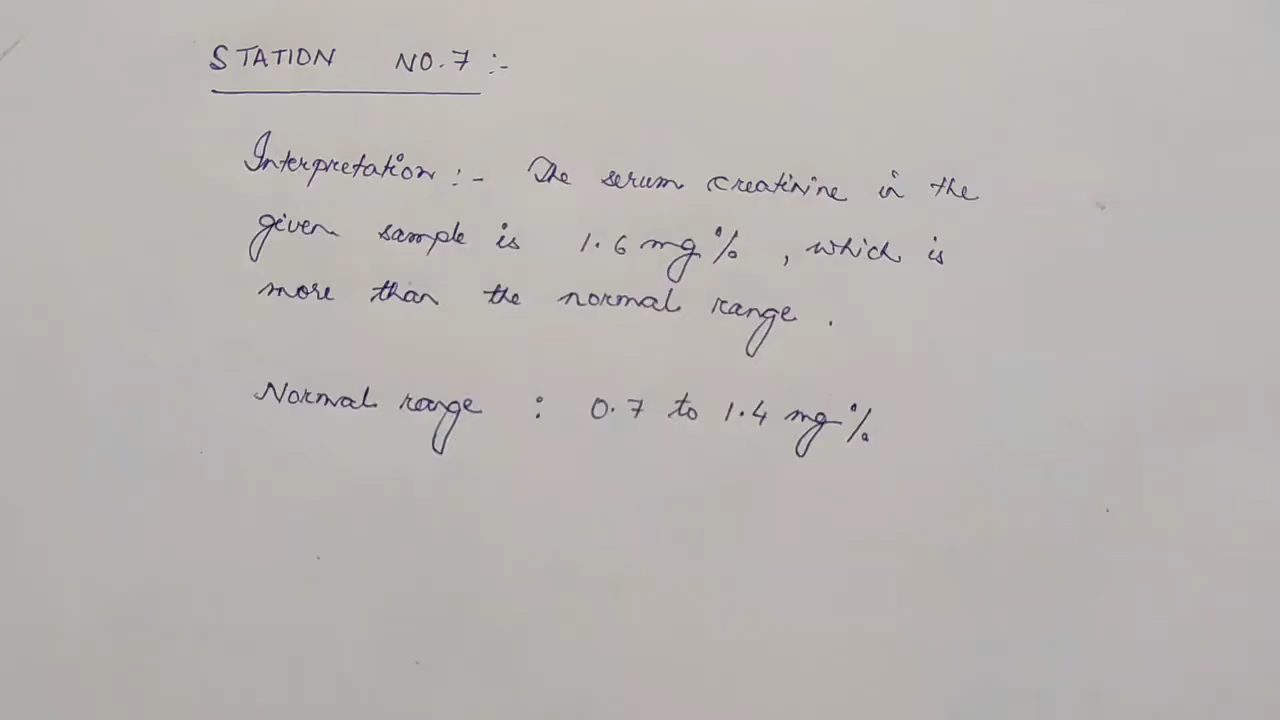 STATION NO. 7 :-
Interpretation :- The serum creatinine in the
given sample is 1.6 mg % , which is
more than the normal range .
Normal range : 0.7 to 1.4 mg %